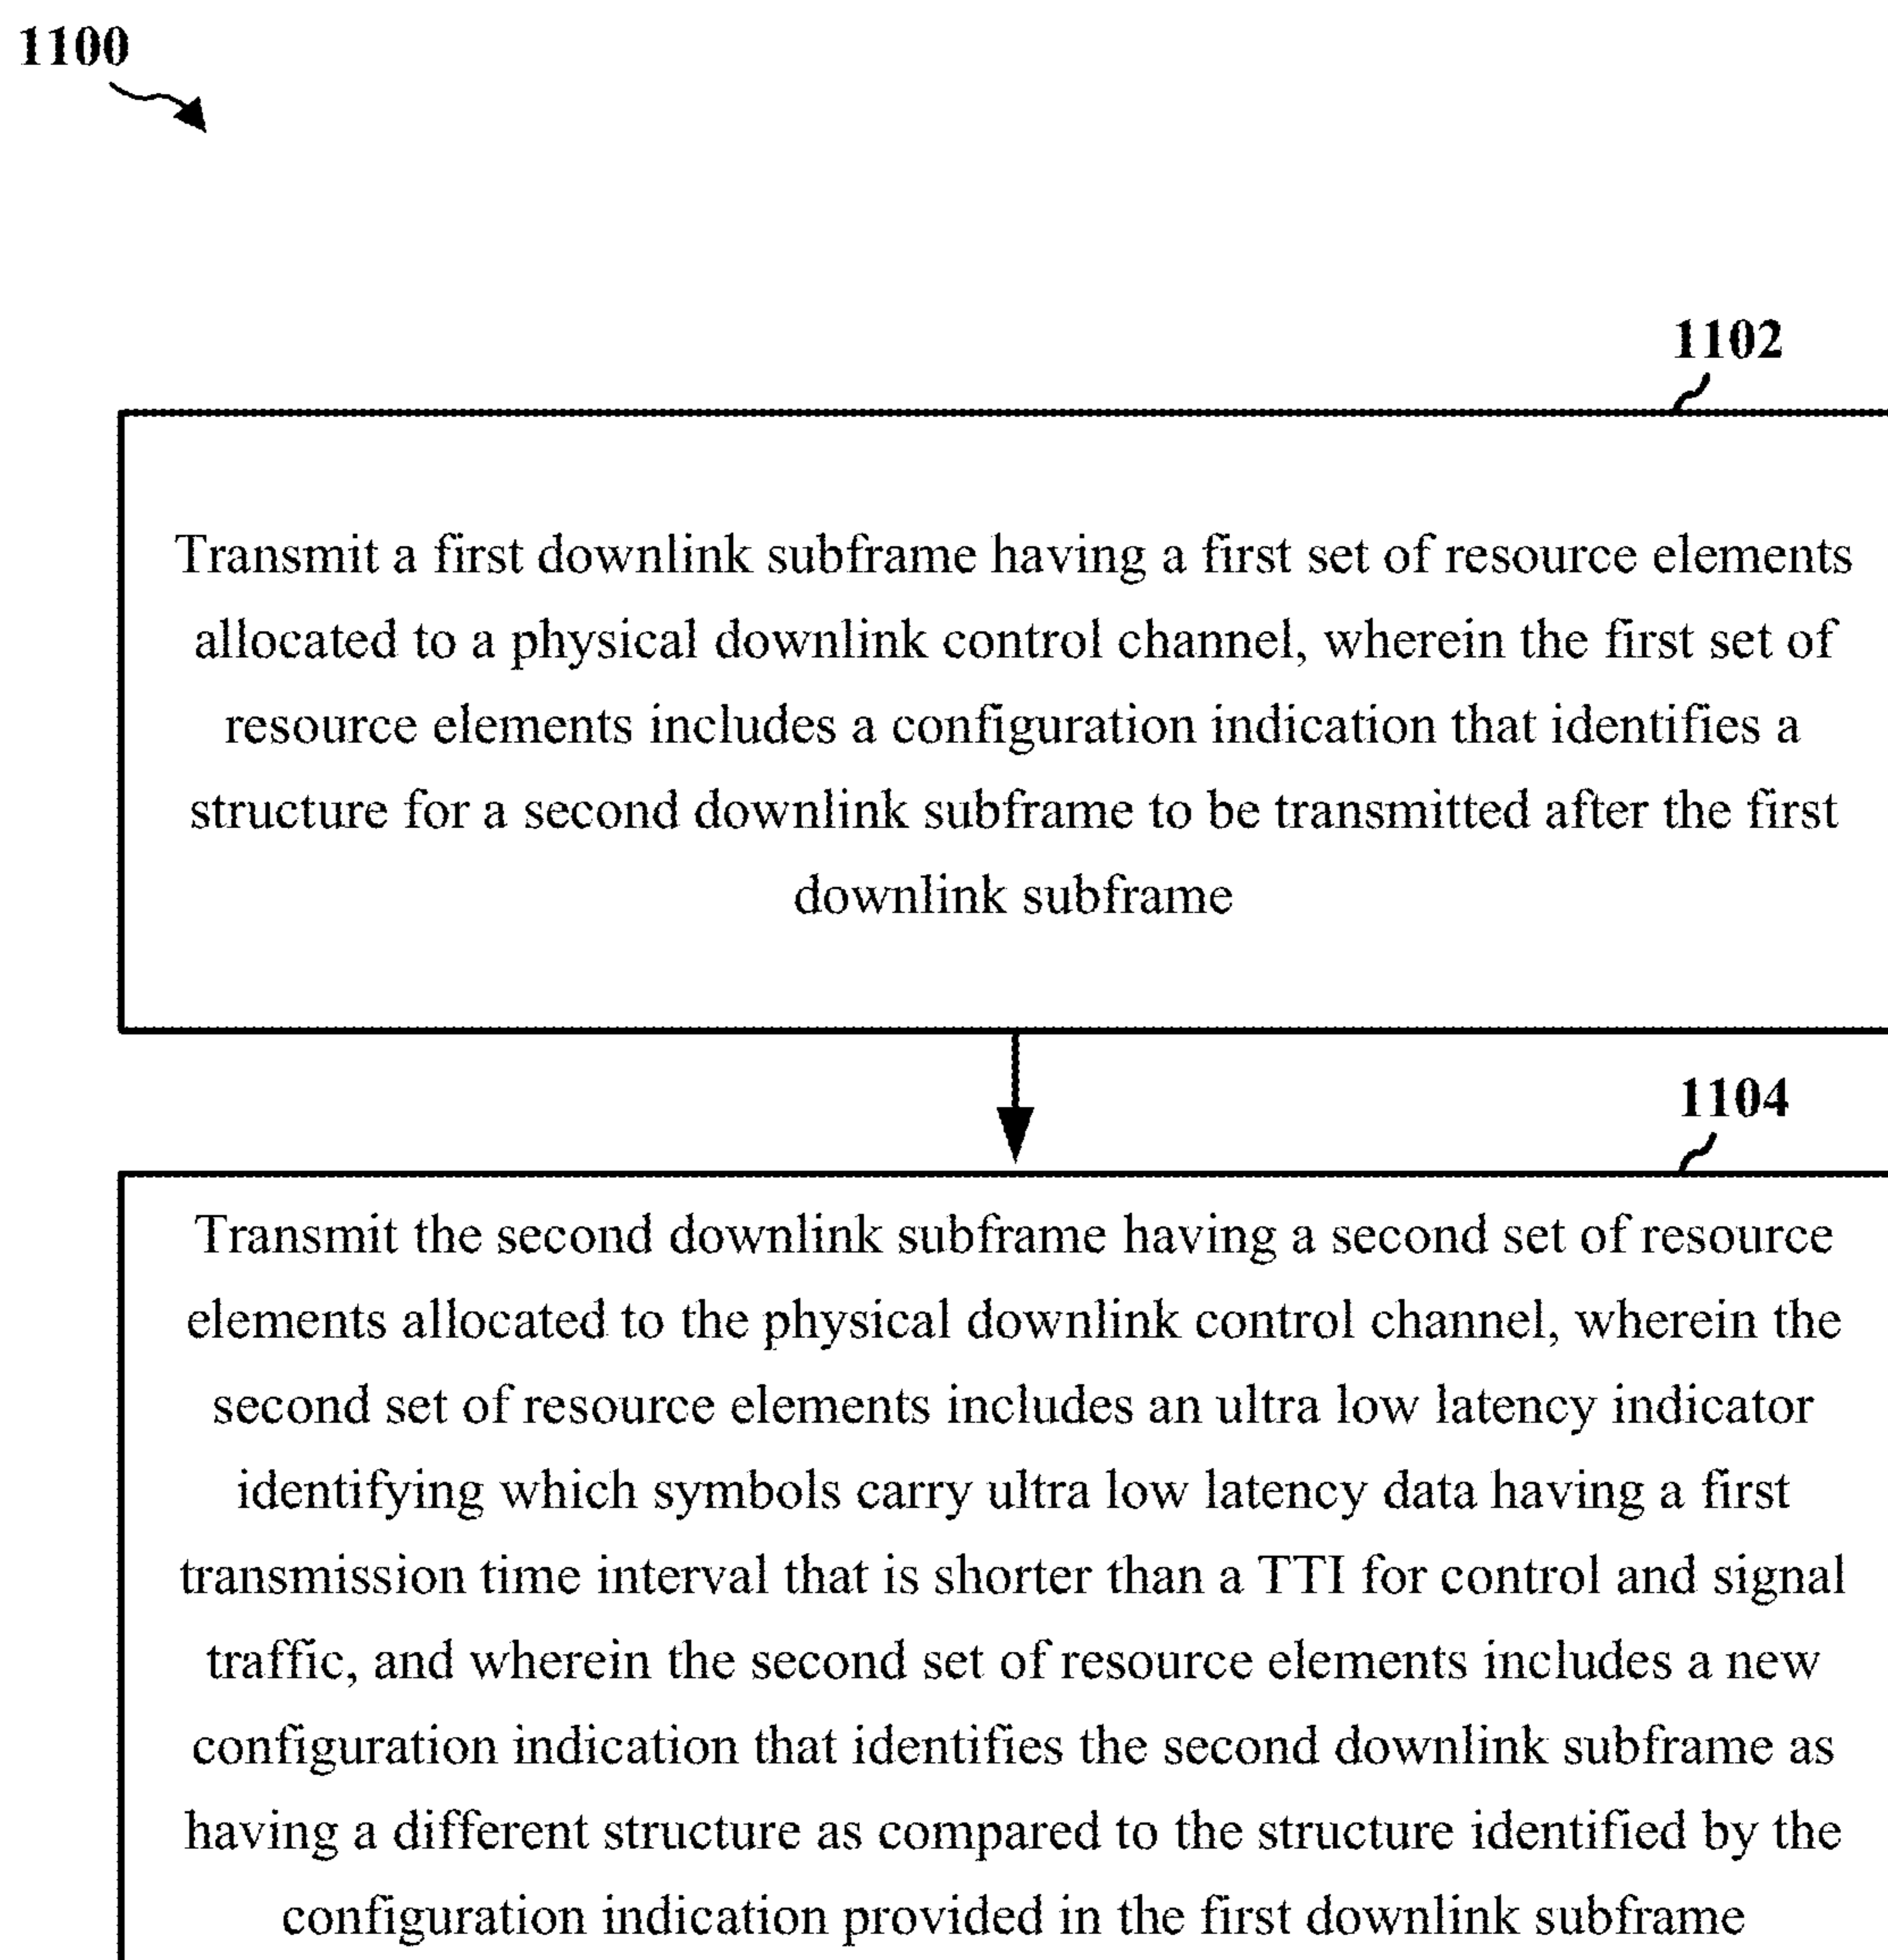 1100
1102
Transmit a first downlink subframe having a first set of resource elements
allocated to a physical downlink control channel, wherein the first set of
resource elements includes a configuration indication that identifies a
structure for a second downlink subframe to be transmitted after the first
downlink subframe
1104
Transmit the second downlink subframe having a second set of resource
elements allocated to the physical downlink control channel, wherein the
second set of resource elements includes an ultra low latency indicator
identifying which symbols carry ultra low latency data having a first
transmission time interval that is shorter than a TTI for control and signal
traffic, and wherein the second set of resource elements includes a new
configuration indication that identifies the second downlink subframe as
having a different structure as compared to the structure identified by the
configuration indication provided in the first downlink subframe